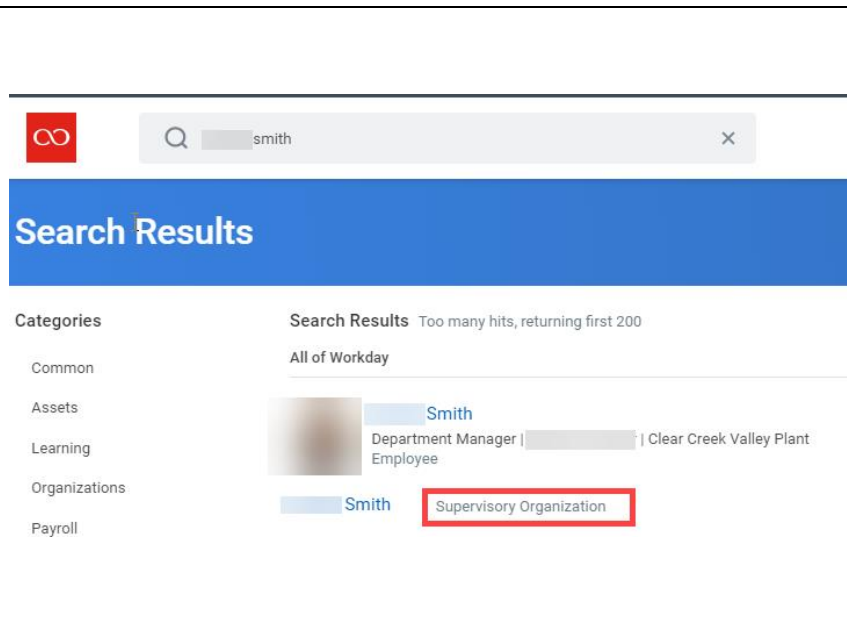 smith
Search Results
Categories
Common
Assets
Learning
Organizations
Payroll
Search Results Too many hits, returning first 200
All of Workday
Smith
Department Manager | | Clear Creek Valley Plant
Employee
Smith Supervisory Organization